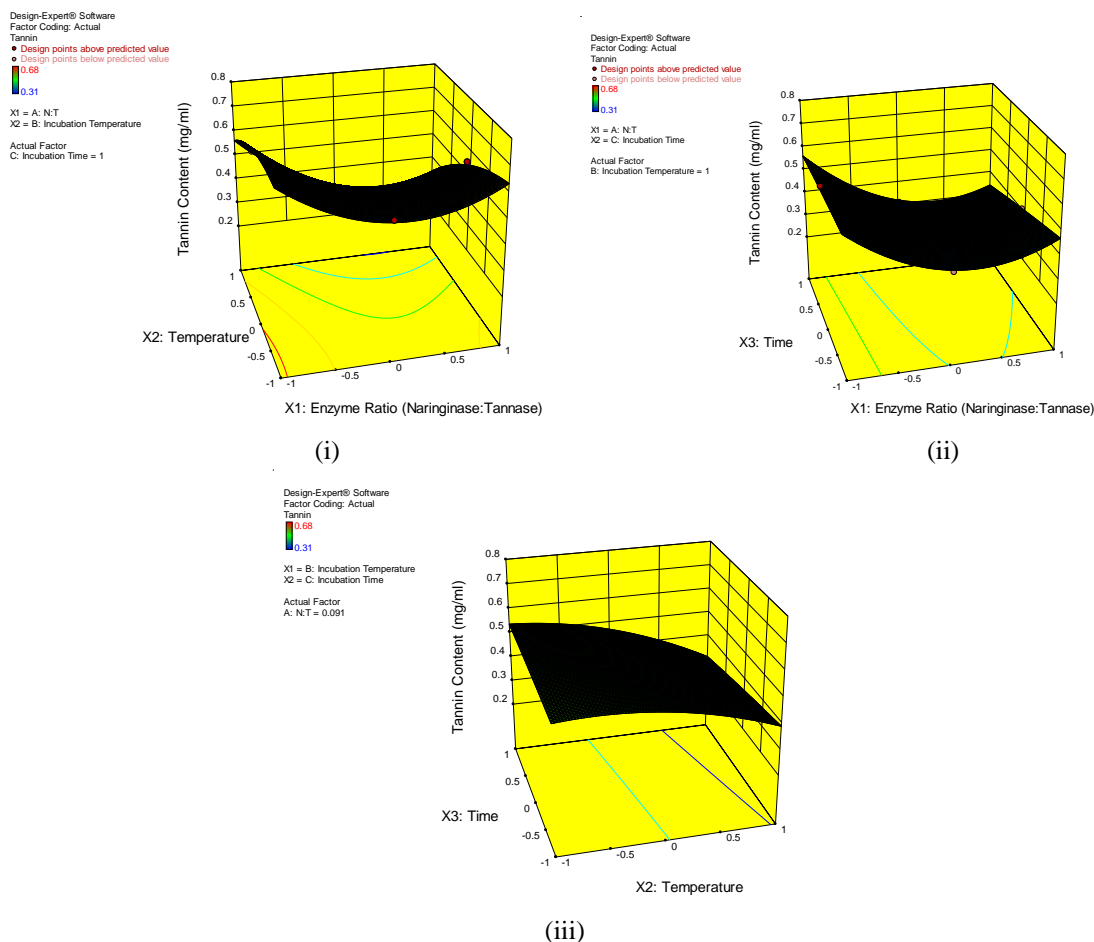 Design-Expert® Software
Factor Coding: Actual
Tannin
Design points above predicted value
Design points below predicted value
0.68
0.31
X1 = A: N:T
X2 = B: Incubation Temperature
Actual Factor
C: Incubation Time = 1
0.8
0.7
0.6
0.5
0.4
0.3
0.2
Tannin Content (mg/ml)
1
0.5
0
-0.5
-1
X2: Temperature
-1
-0.5
0
0.5
1
X1: Enzyme Ratio (Naringinase:Tannase)
(i)
Design-Expert® Software
Factor Coding: Actual
Tannin
Design points above predicted value
Design points below predicted value
0.68
0.31
X1 = A: N:T
X2 = C: Incubation Time
Actual Factor
B: Incubation Temperature = 1
0.8
0.7
0.6
0.5
0.4
0.3
0.2
Tannin Content (mg/ml)
1
0.5
0
-0.5
-1
X3: Time
-1
-0.5
0
0.5
1
X1: Enzyme Ratio (Naringinase:Tannase)
(ii)
Design-Expert® Software
Factor Coding: Actual
Tannin
0.68
0.31
X1 = B: Incubation Temperature
X2 = C: Incubation Time
Actual Factor
A: N:T = 0.091
0.8
0.7
0.6
0.5
0.4
0.3
0.2
Tannin Content (mg/ml)
1
0.5
0
-0.5
-1
X3: Time
-1
-0.5
0
0.5
1
X2: Temperature
(iii)